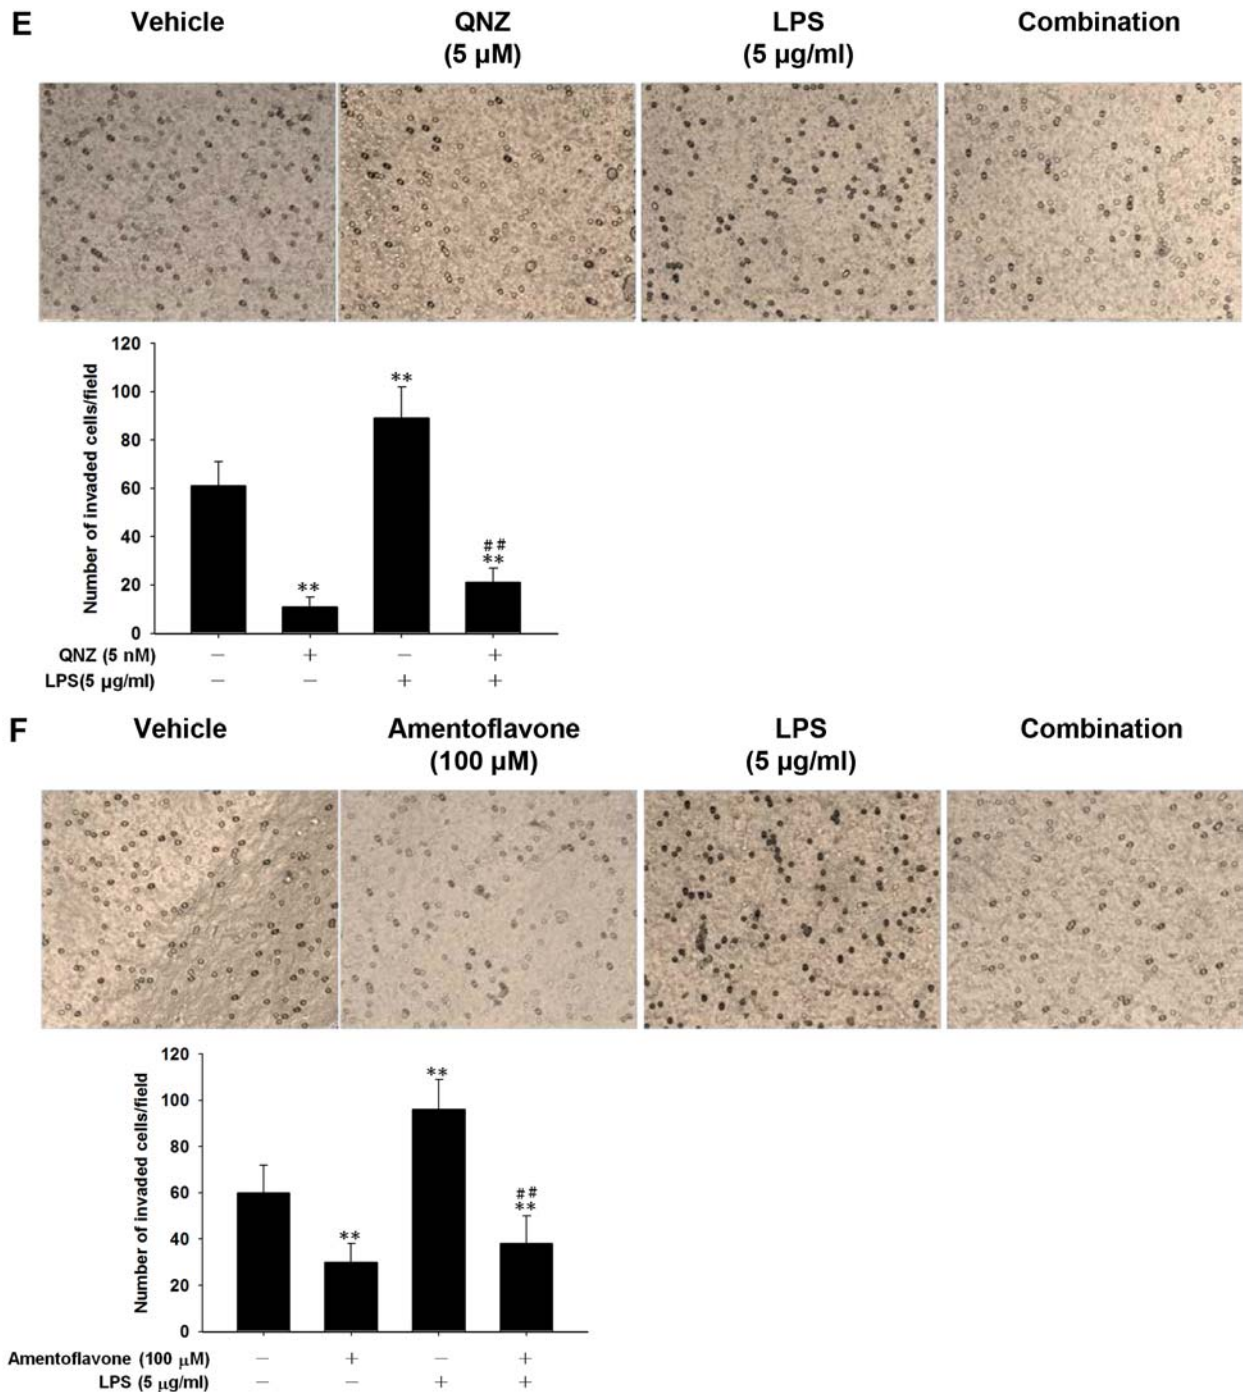 E Vehicle QNZ LPS Combination
(5 µM) (5 µg/ml)
120
100
80
60
40
20
0
Number of invaded cells/field
**
**
##
**
QNZ (5 nM) − + − +
LPS(5 µg/ml) − − + +
F Vehicle Amentoflavone LPS Combination
(100 µM) (5 µg/ml)
120
100
80
60
40
20
0
Number of invaded cells/field
**
**
##
**
Amentoflavone (100 µM) − + − +
LPS (5 µg/ml) − − + +